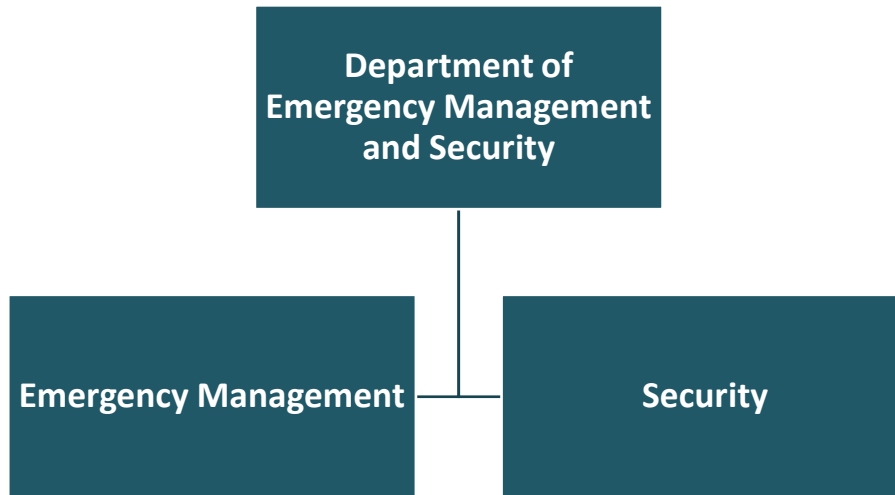 Department of
Emergency Management
and Security
Emergency Management
Security